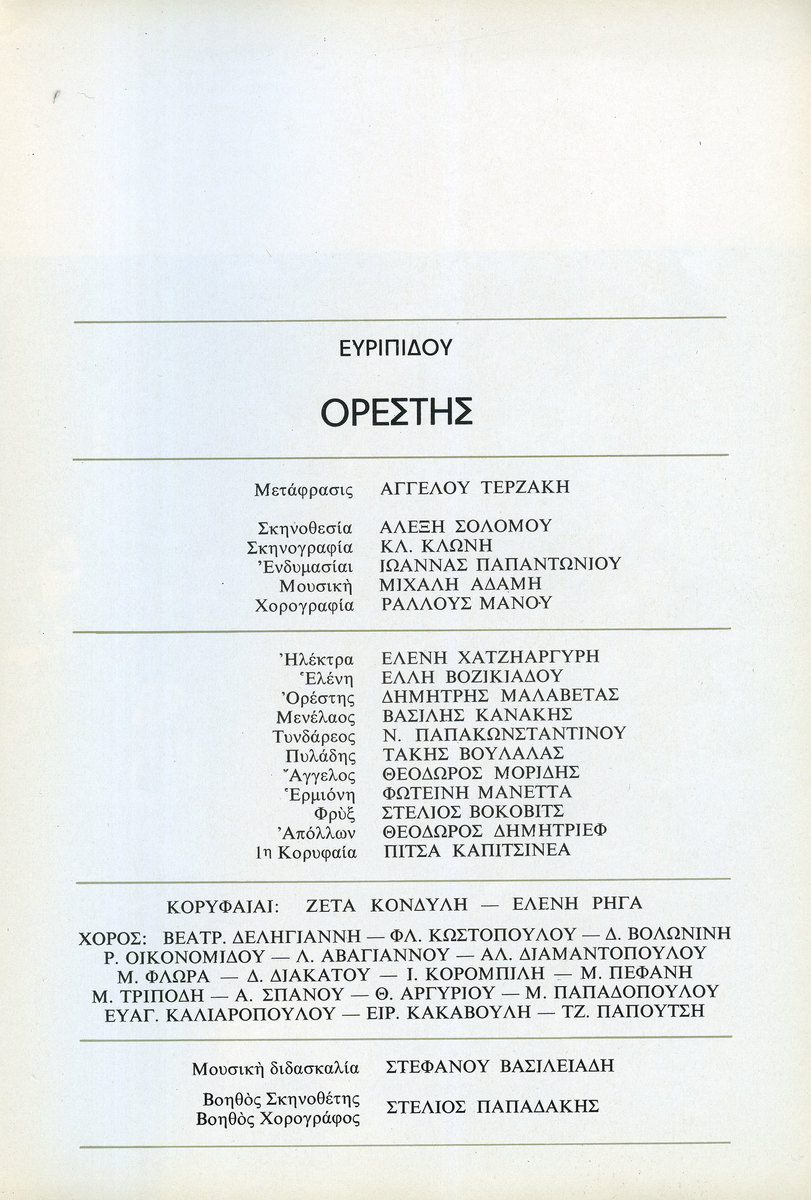 ΕΥΡΙΠΙΔΟΥ
ΟΡΕΣΤΗΣ
Μετάφρασις ΑΓΓΕΛΟΥ ΤΕΡΖΑΚΗ
Σκηνοθεσία ΑΛΕΞΗ ΣΟΛΟΜΟΥ
Σκηνογραφία ΚΛ. ΚΛΩΝΗ
Ἐνδυμασίαι ΙΩΑΝΝΑΣ ΠΑΠΑΝΤΩΝΙΟΥ
Μουσικὴ ΜΙΧΑΛΗ ΑΔΑΜΗ
Χορογραφία ΡΑΛΛΟΥΣ ΜΑΝΟΥ
Ἠλέκτρα ΕΛΕΝΗ ΧΑΤΖΗΑΡΓΥΡΗ
Ἑλένη ΕΛΛΗ ΒΟΖΙΚΙΑΔΟΥ
Ὀρέστης ΔΗΜΗΤΡΗΣ ΜΑΛΑΒΕΤΑΣ
Μενέλαος ΒΑΣΙΛΗΣ ΚΑΝΑΚΗΣ
Τυνδάρεος Ν. ΠΑΠΑΚΩΝΣΤΑΝΤΙΝΟΥ
Πυλάδης ΤΑΚΗΣ ΒΟΥΛΑΛΑΣ
Ἄγγελος ΘΕΟΔΩΡΟΣ ΜΟΡΙΔΗΣ
Ἑρμιόνη ΦΩΤΕΙΝΗ ΜΑΝΕΤΤΑ
Φρὺξ ΣΤΕΛΙΟΣ ΒΟΚΟΒΙΤΣ
Ἀπόλλων ΘΕΟΔΩΡΟΣ ΔΗΜΗΤΡΙΕΦ
1η Κορυφαία ΠΙΤΣΑ ΚΑΠΙΤΣΙΝΕΑ
ΚΟΡΥΦΑΙΑΙ: ΖΕΤΑ ΚΟΝΔΥΛΗ — ΕΛΕΝΗ ΡΗΓΑ
ΧΟΡΟΣ: ΒΕΑΤΡ. ΔΕΛΗΓΙΑΝΝΗ — ΦΛ. ΚΩΣΤΟΠΟΥΛΟΥ — Δ. ΒΟΛΩΝΙΝΗ
Ρ. ΟΙΚΟΝΟΜΙΔΟΥ — Λ. ΑΒΑΓΙΑΝΝΟΥ — ΑΛ. ΔΙΑΜΑΝΤΟΠΟΥΛΟΥ
Μ. ΦΛΩΡΑ — Δ. ΔΙΑΚΑΤΟΥ — Ι. ΚΟΡΟΜΠΙΛΗ — Μ. ΠΕΦΑΝΗ
Μ. ΤΡΙΠΟΔΗ — Α. ΣΠΑΝΟΥ — Θ. ΑΡΓΥΡΙΟΥ — Μ. ΠΑΠΑΔΟΠΟΥΛΟΥ
ΕΥΑΓ. ΚΑΛΙΑΡΟΠΟΥΛΟΥ — ΕΙΡ. ΚΑΚΑΒΟΥΛΗ — ΤΖ. ΠΑΠΟΥΤΣΗ
Μουσικὴ διδασκαλία ΣΤΕΦΑΝΟΥ ΒΑΣΙΛΕΙΑΔΗ
Βοηθὸς Σκηνοθέτης
Βοηθὸς Χορογράφος ΣΤΕΛΙΟΣ ΠΑΠΑΔΑΚΗΣ